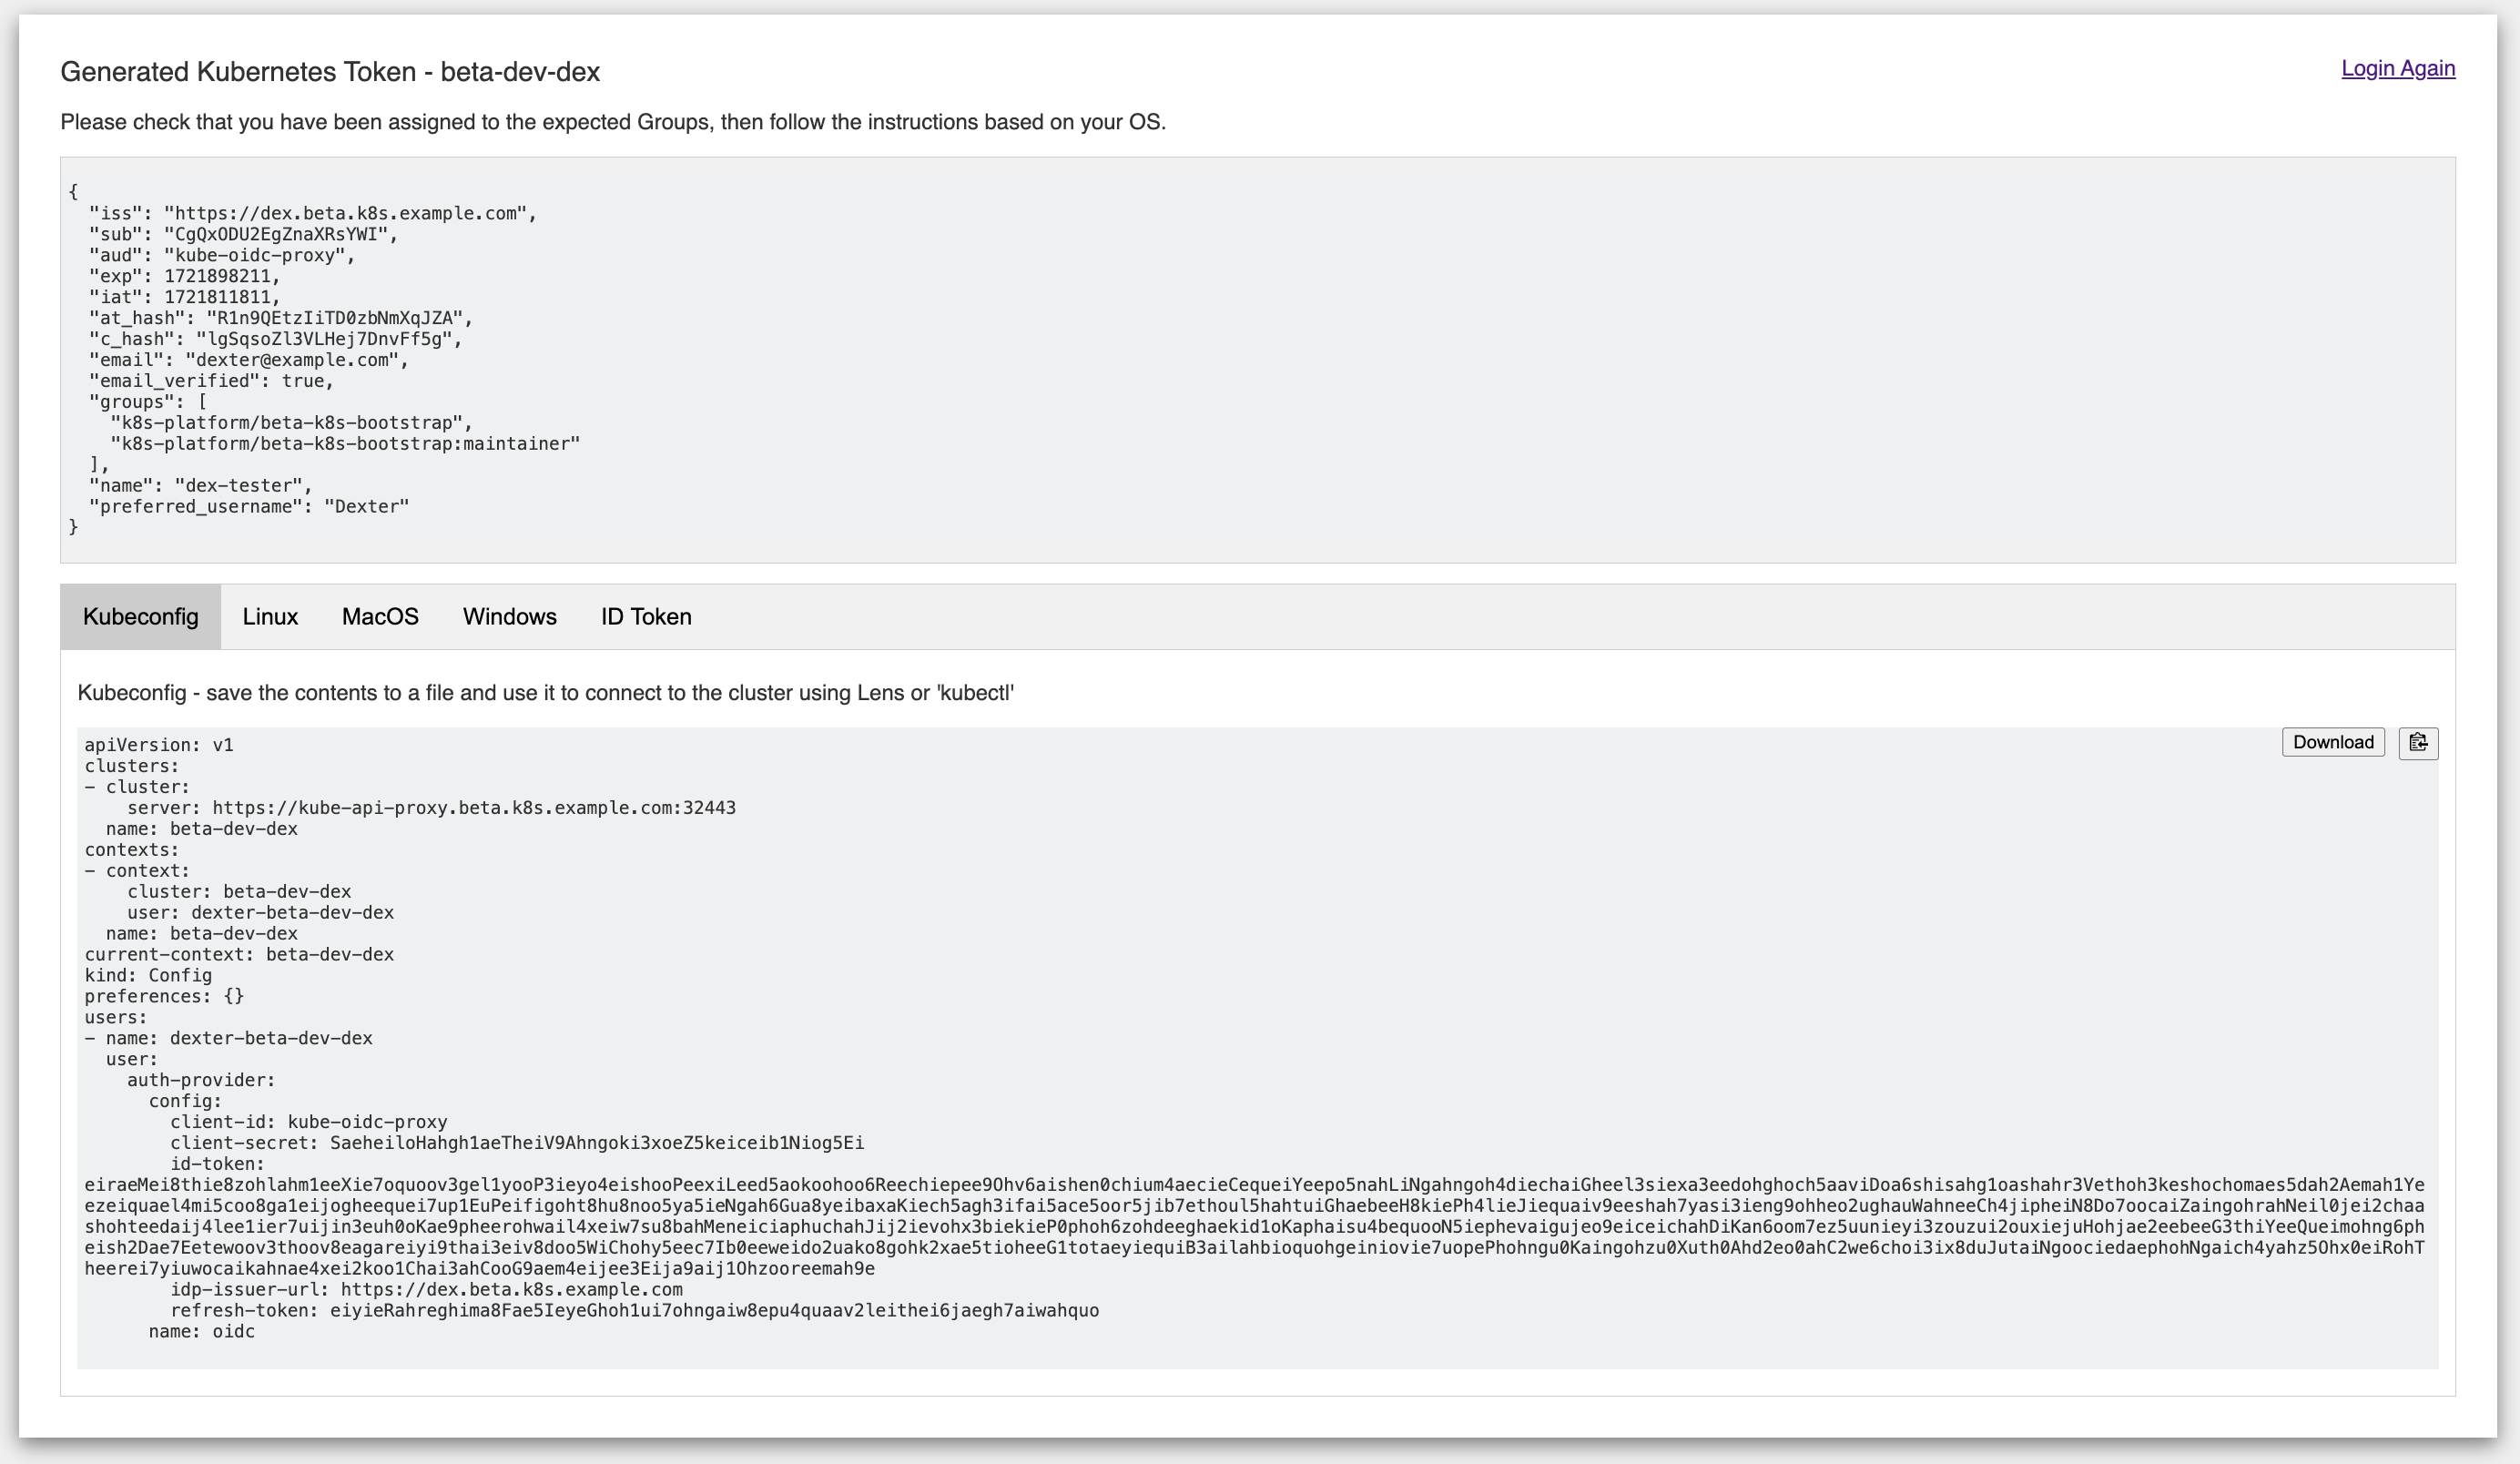 Generated Kubernetes Token - beta-dev-dex
Login Again
Please check that you have been assigned to the expected Groups, then follow the instructions based on your OS.
{
  "iss": "https://dex.beta.k8s.example.com",
  "sub": "CgQxODU2EgZnaXRsYWI",
  "aud": "kube-oidc-proxy",
  "exp": 1721898211,
  "iat": 1721811811,
  "at_hash": "R1n9QEtzIiTD0zbNmXqJZA",
  "c_hash": "lgSqsoZl3VLHej7DnvFf5g",
  "email": "dexter@example.com",
  "email_verified": true,
  "groups": [
    "k8s-platform/beta-k8s-bootstrap",
    "k8s-platform/beta-k8s-bootstrap:maintainer"
  ],
  "name": "dex-tester",
  "preferred_username": "Dexter"
}
Kubeconfig Linux MacOS Windows ID Token
Kubeconfig - save the contents to a file and use it to connect to the cluster using Lens or 'kubectl'
Download
apiVersion: v1
clusters:
- cluster:
    server: https://kube-api-proxy.beta.k8s.example.com:32443
  name: beta-dev-dex
contexts:
- context:
    cluster: beta-dev-dex
    user: dexter-beta-dev-dex
  name: beta-dev-dex
current-context: beta-dev-dex
kind: Config
preferences: {}
users:
- name: dexter-beta-dev-dex
  user:
    auth-provider:
      config:
        client-id: kube-oidc-proxy
        client-secret: SaeheiloHahgh1aeTheiV9Ahngoki3xoeZ5keiceib1Niog5Ei
        id-token:
eiraeMei8thie8zohlahm1eeXie7oquoov3gel1yooP3ieyo4eishooPeexiLeed5aokoohoo6Reechiepee9Ohv6aishen0chium4aecieCequeiYeepo5nahLiNgahngoh4diechaiGheel3siexa3eedohghoch5aaviDoa6shisahg1oashahr3Vethoh3keshochomaes5dah2Aemah1Ye
ezeiquael4mi5coo8ga1eijogheequei7up1EuPeifigoht8hu8noo5ya5ieNgah6Gua8yeibaxaKiech5agh3ifai5ace5oor5jib7ethoul5hahtuiGhaebeeH8kiePh4lieJiequaiv9eeshah7yasi3ieng9ohheo2ughauWahneeCh4jipheiN8Do7oocaiZaingohrahNeil0jei2chaa
shohteedaij4lee1ier7uijin3euh0oKae9pheerohwail4xeiw7su8bahMeneiciaphuchahJij2ievohx3biekieP0phoh6zohdeeghaekid1oKaphaisu4bequooN5iephevaigujeo9eiceichahDiKan6oom7ez5uunieyi3zouzui2ouxiejuHohjae2eebeeG3thiYeeQueimohng6ph
eish2Dae7Eetewoov3thoov8eagareiyi9thai3eiv8doo5WiChohy5eec7Ib0eeweido2uako8gohk2xae5tioheeG1totaeyiequiB3ailahbioquohgeiniovie7uopePhohngu0Kaingohzu0Xuth0Ahd2eo0ahC2we6choi3ix8duJutaiNgoociedaephohNgaich4yahz5Ohx0eiRohT
heerei7yiuwocaikahnae4xei2koo1Chai3ahCooG9aem4eijee3Eija9aij1Ohzooreemah9e
        idp-issuer-url: https://dex.beta.k8s.example.com
        refresh-token: eiyieRahreghima8Fae5IeyeGhoh1ui7ohngaiw8epu4quaav2leithei6jaegh7aiwahquo
      name: oidc